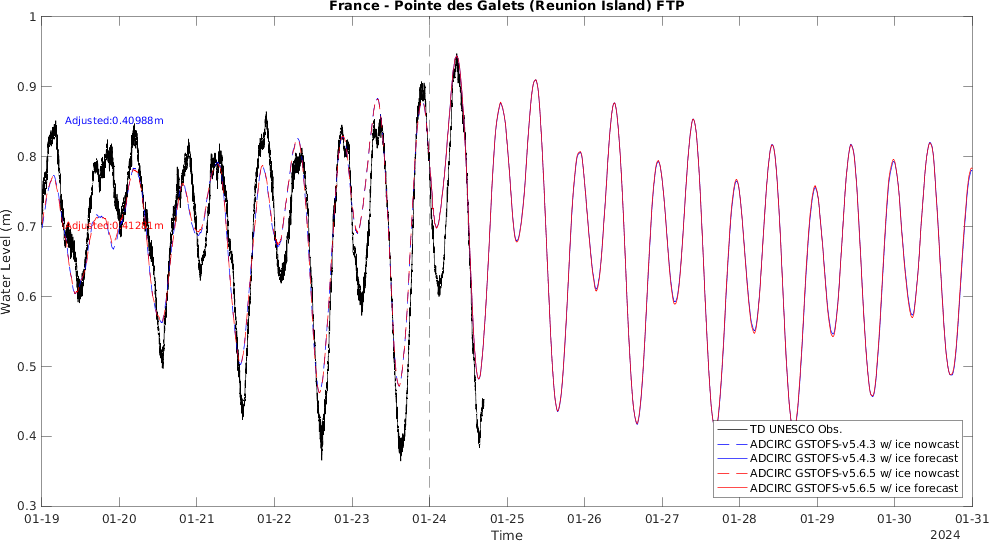 France - Pointe des Galets (Reunion Island) FTP
1
0.9
0.8
0.7
0.6
0.5
0.4
0.3
Water Level (m)
Adjusted:0.40988m
Adjusted:0.41281m
TD UNESCO Obs.
ADCIRC GSTOFS-v5.4.3 w/ ice nowcast
ADCIRC GSTOFS-v5.4.3 w/ ice forecast
ADCIRC GSTOFS-v5.6.5 w/ ice nowcast
ADCIRC GSTOFS-v5.6.5 w/ ice forecast
01-19 01-20 01-21 01-22 01-23 01-24 01-25 01-26 01-27 01-28 01-29 01-30 01-31
Time
2024